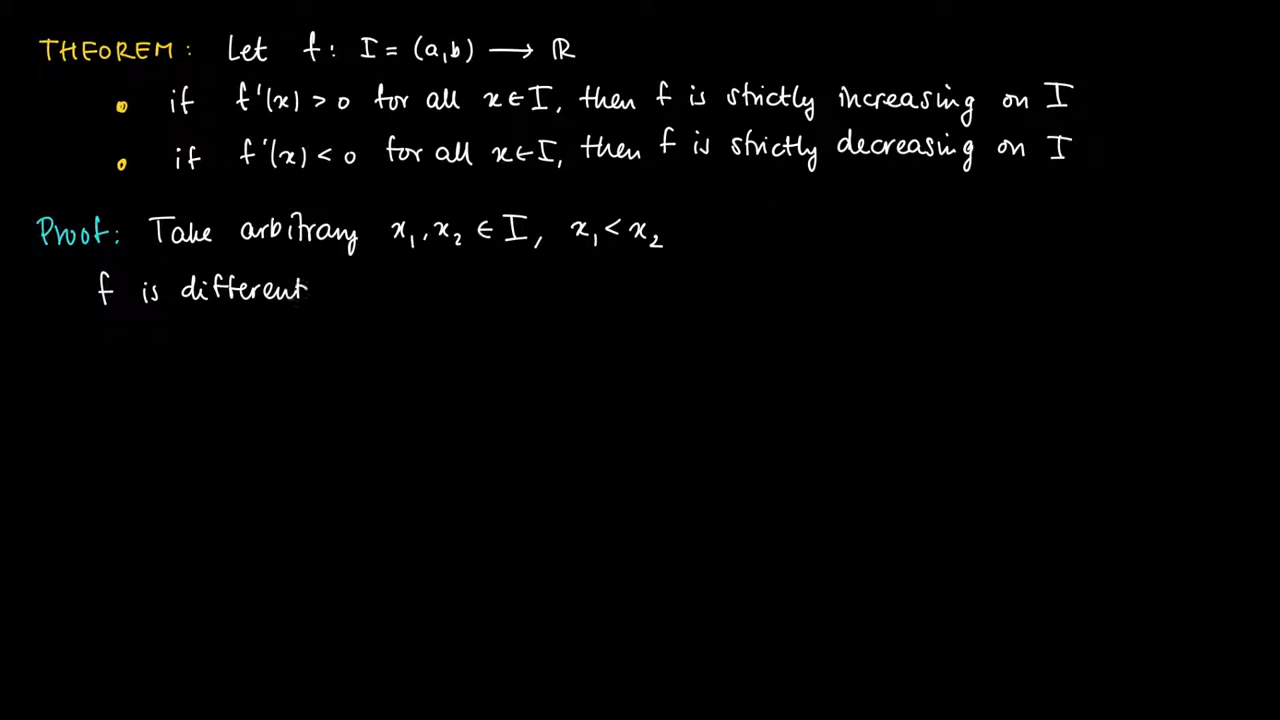 THEOREM: Let f: I = (a,b) ⟶ ℝ
• if f'(x) > 0 for all x ∈ I, then f is strictly increasing on I
• if f'(x) < 0 for all x ∈ I, then f is strictly decreasing on I
Proof: Take arbitrary x₁, x₂ ∈ I, x₁ < x₂
f is different